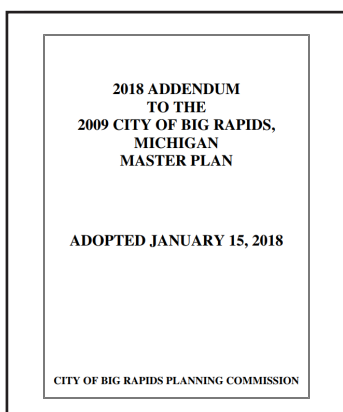 2018 ADDENDUM
TO THE
2009 CITY OF BIG RAPIDS,
MICHIGAN
MASTER PLAN
ADOPTED JANUARY 15, 2018
CITY OF BIG RAPIDS PLANNING COMMISSION